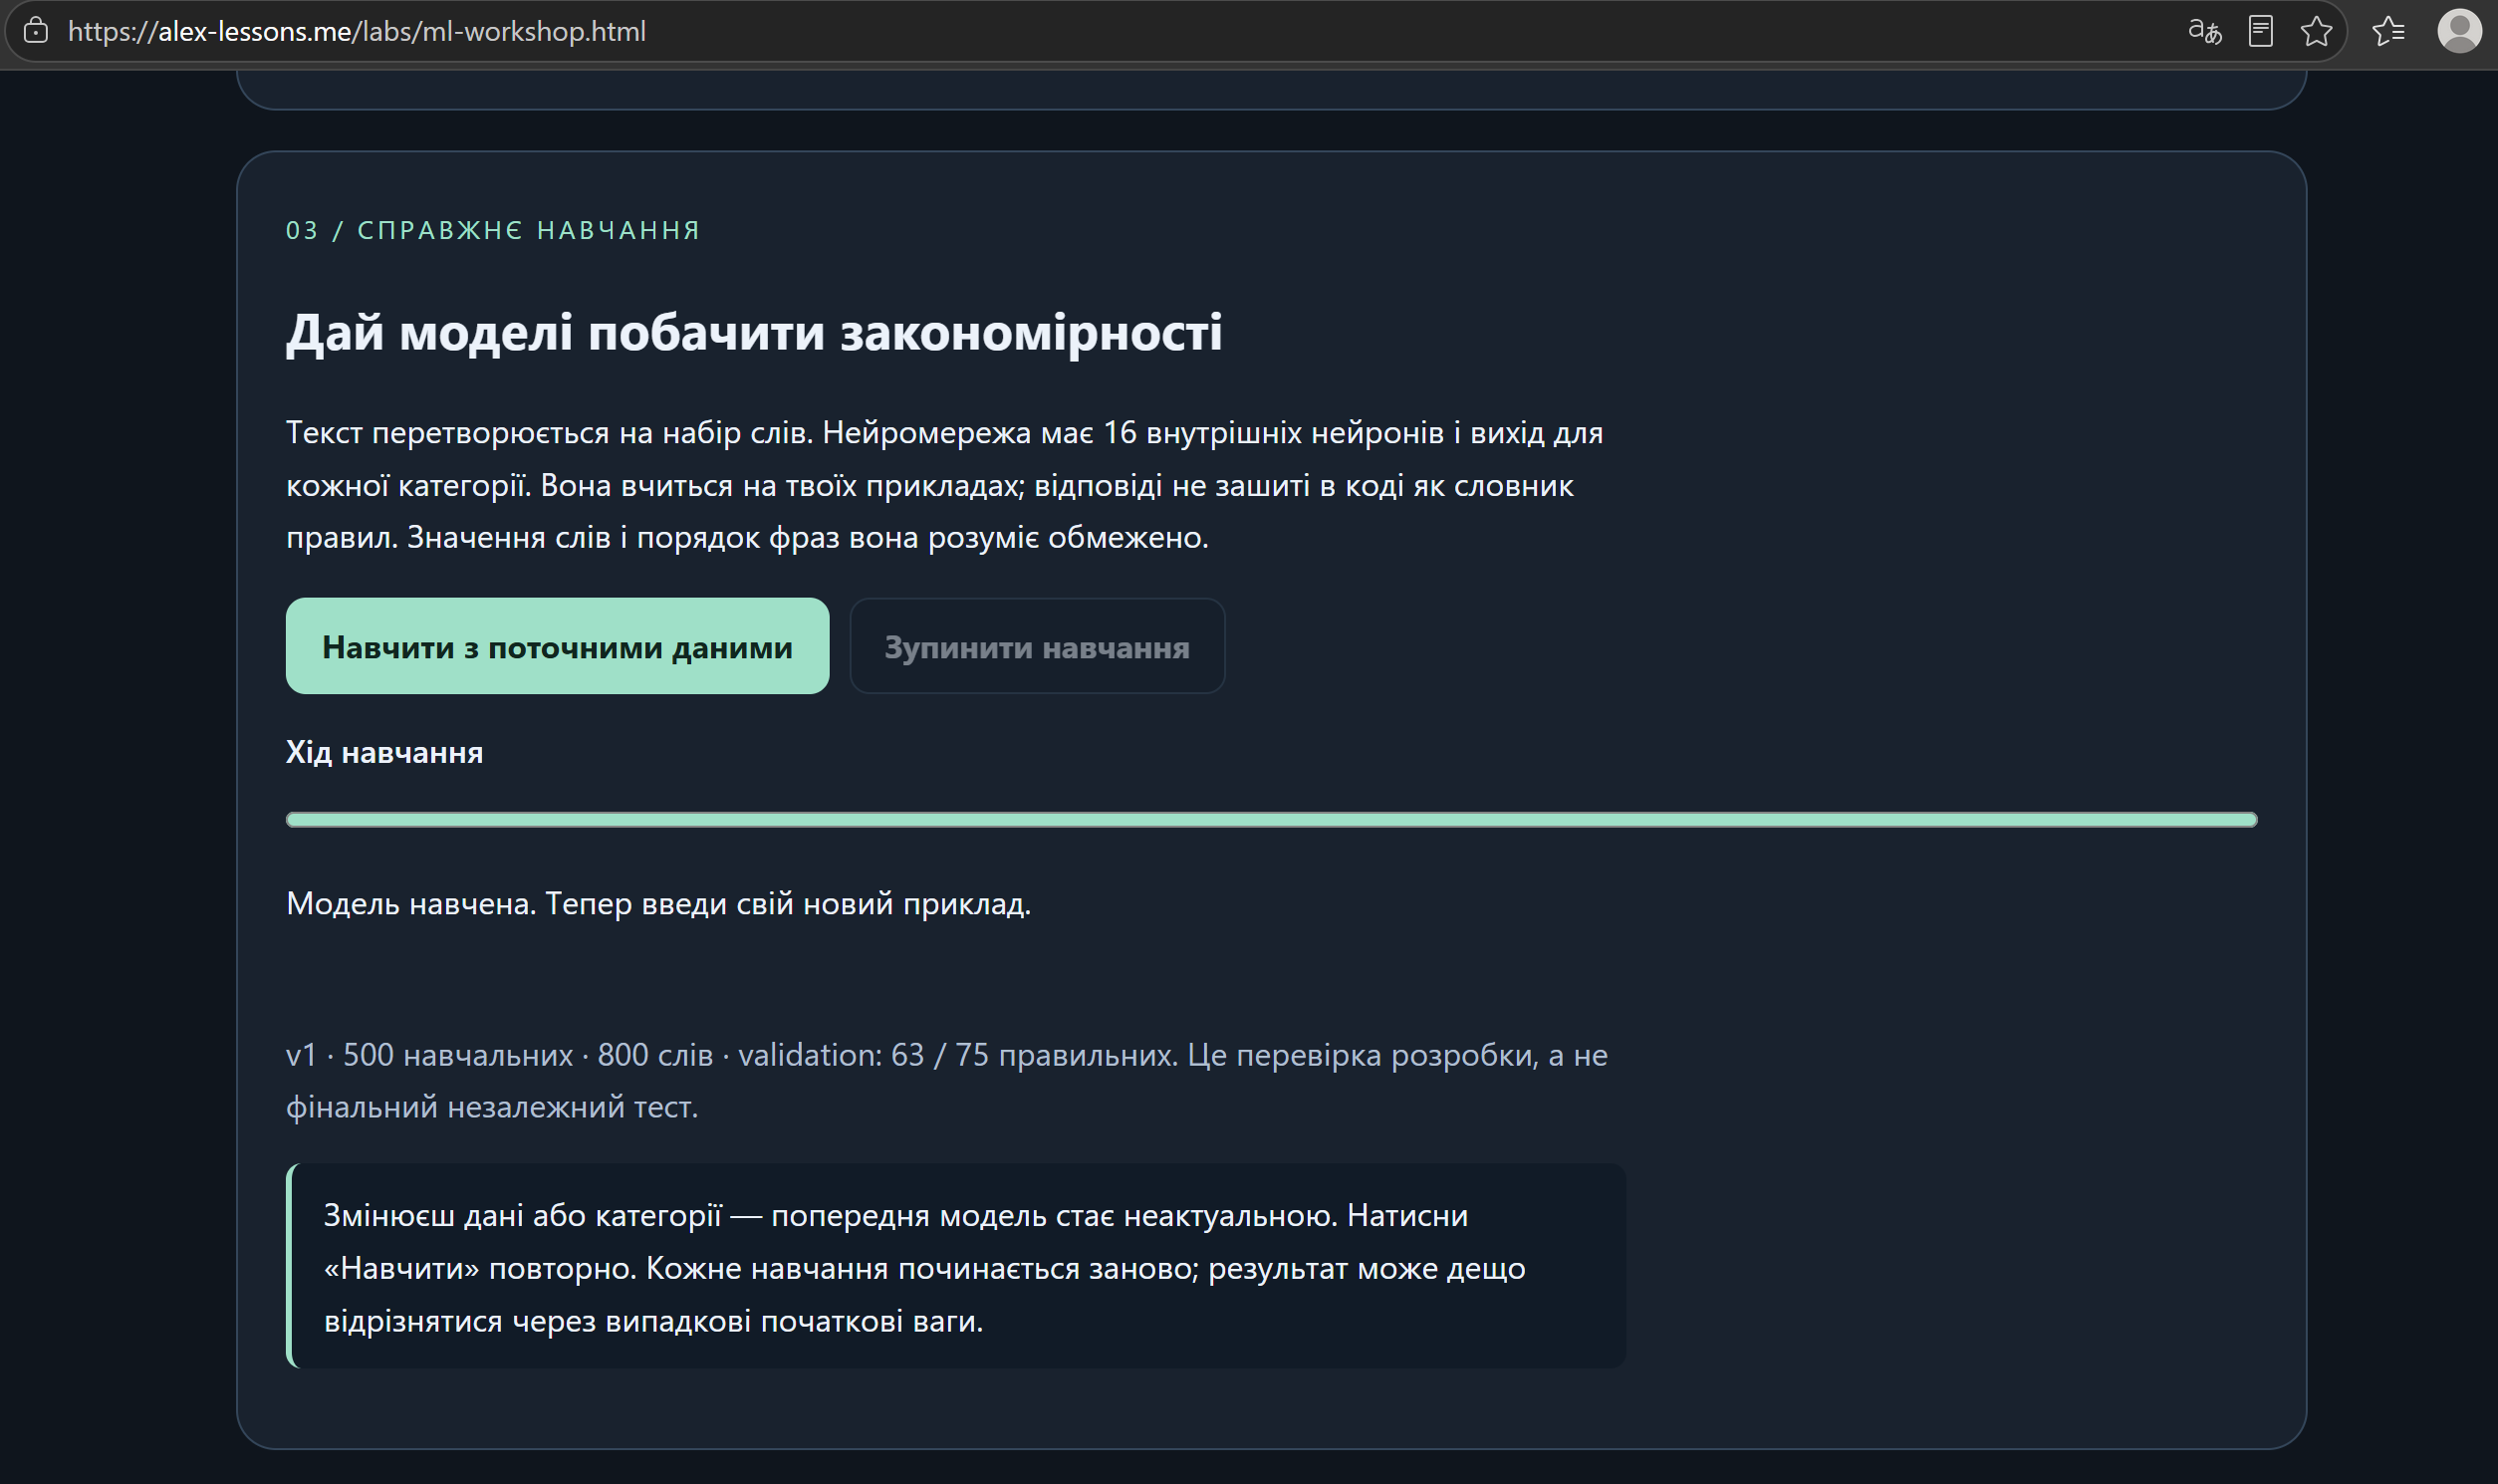 https://alex-lessons.me/labs/ml-workshop.html
03 / СПРАВЖНЄ НАВЧАННЯ
Дай моделі побачити закономірності
Текст перетворюється на набір слів. Нейромережа має 16 внутрішніх нейронів і вихід для
кожної категорії. Вона вчиться на твоїх прикладах; відповіді не зашиті в коді як словник
правил. Значення слів і порядок фраз вона розуміє обмежено.
Навчити з поточними даними
Зупинити навчання
Хід навчання
Модель навчена. Тепер введи свій новий приклад.
v1 · 500 навчальних · 800 слів · validation: 63 / 75 правильних. Це перевірка розробки, а не
фінальний незалежний тест.
Змінюєш дані або категорії — попередня модель стає неактуальною. Натисни
«Навчити» повторно. Кожне навчання починається заново; результат може дещо
відрізнятися через випадкові початкові ваги.